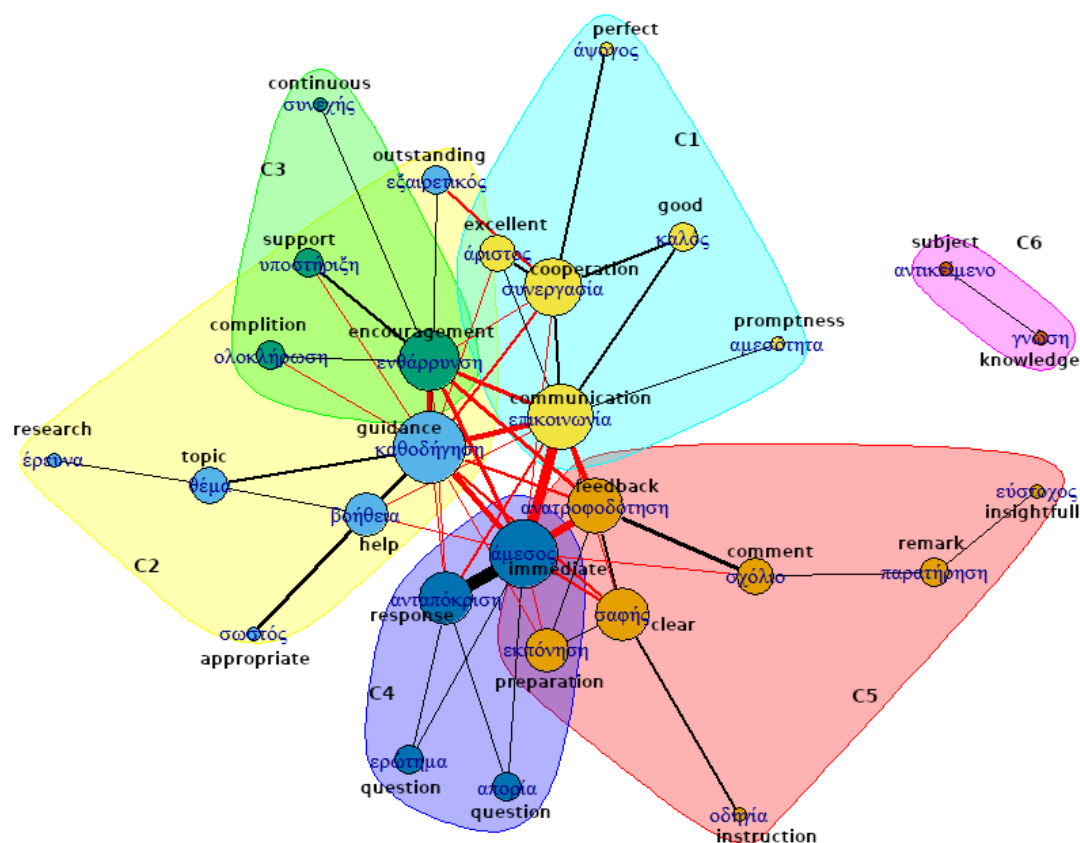 perfect
άψογος
continuous
συνεχής
C3
C1
outstanding
εξαιρετικός
excellent
άριστος
good
καλός
support
υποστήριξη
cooperation
συνεργασία
subject
αντικείμενο
C6
γνώση
knowledge
complition
ολοκλήρωση
encouragement
ενθάρρυνση
promptness
αμεσότητα
communication
επικοινωνία
guidance
καθοδήγηση
research
έρευνα
topic
θέμα
βοήθεια
help
feedback
ανατροφοδότηση
εύστοχος
insightfull
άμεσος
immediate
comment
σχόλιο
remark
παρατήρηση
C2
ανταπόκριση
response
σαφής
clear
σωστός
appropriate
εκπόνηση
preparation
C4
C5
ερώτημα
question
απορία
question
οδηγία
instruction